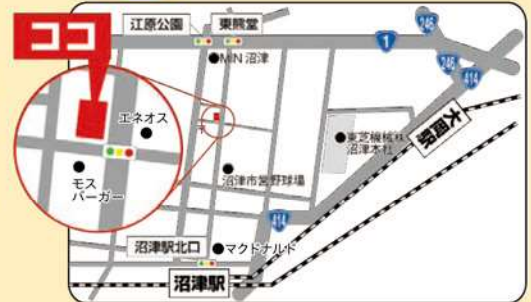 ココ
江原公園
東熊堂
246
1
MiN 沼津
246
414
エネオス
大岡駅
東芝機械㈱
沼津本社
モス
バーガー
沼津市営野球場
414
沼津駅北口
マクドナルド
沼津駅